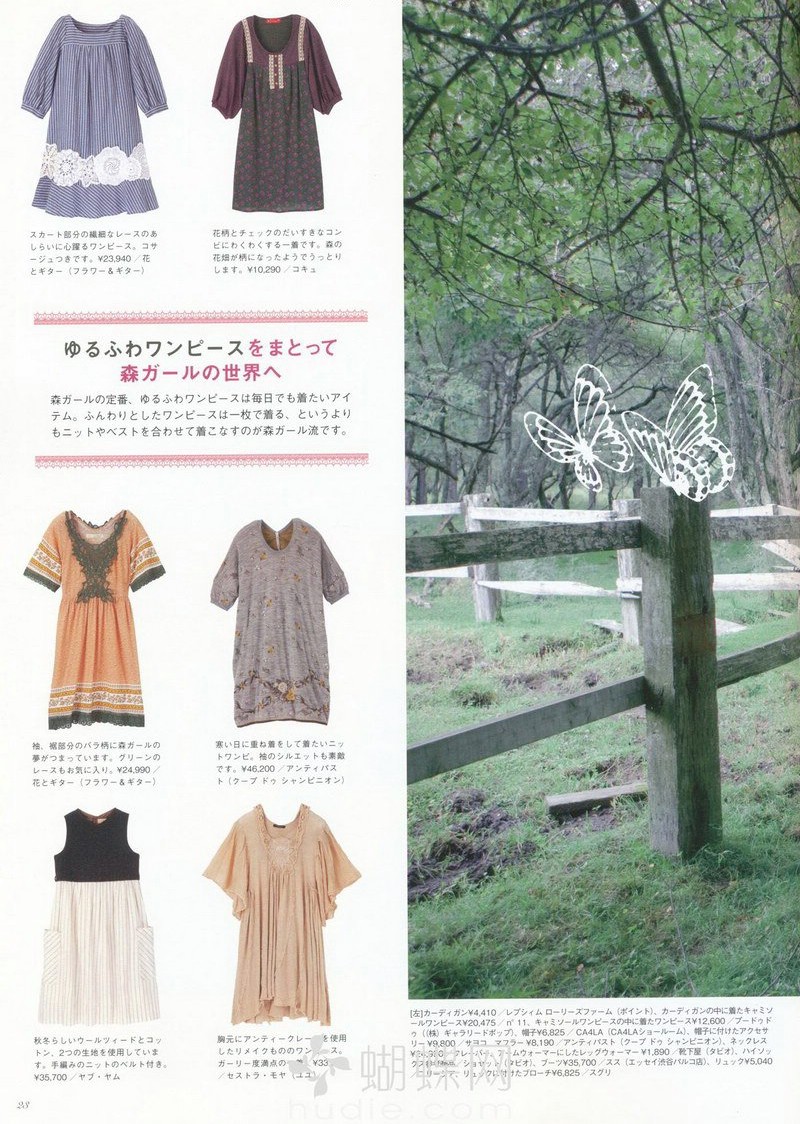 スカート部分の繊細なレースのあ
しらいに心躍るワンピース。コサ
ージュつきです。¥23,940／花
とギター（フラワー＆ギター）
花柄とチェックのだいすきなコン
ビにわくわくする一着です。森の
花畑が柄になったようでうっとり
します。¥10,290／コキュ
ゆるふわワンピースをまとって
森ガールの世界へ
森ガールの定番、ゆるふわワンピースは毎日でも着たいアイ
テム。ふんわりとしたワンピースは一枚で着る、というより
もニットやベストを合わせて着こなすのが森ガール流です。
袖、裾部分のバラ柄に森ガールの
夢がつまっています。グリーンの
レースもお気に入り。¥24,990／
花とギター（フラワー＆ギター）
寒い日に重ね着をして着たいニッ
トワンピ。袖のシルエットも素敵
です。¥46,200／アンティパス
ト（クープ ドゥ シャンピニオン）
秋冬らしいウールツィードとコッ
トン、2つの生地を使用していま
す。手編みのニットのベルト付き。
¥35,700／ヤブ・ヤム
胸元にアンティークレースを使用
したリメイクもののワンピース。
ガーリー度満点の
／セストラ・モヤ
[左]カーディガン¥4,410／レプシィム ローリーズファーム（ポイント）、カーディガンの中に着たキャミソ
ールワンピース¥20,475／n°11、キャミソールワンピースの中に着たワンピース¥12,600／プードゥド
ゥ（（株）ギャラリードポップ）、帽子¥6,825／CA4LA（CA4LAショールーム）、帽子に付けたアクセサ
リー¥9,800／サヨコ、マフラー¥8,190／アンティパスト（クープ ドゥ シャンピニオン）、ネックレス
ムウォーマーにしたレッグウォーマー¥1,890／靴下屋（タビオ）、ハイソッ
（タビオ）、ブーツ¥35,700／スス（エッセイ渋谷パルコ店）、リュック¥5,040
リュックに付けたブローチ¥6,825／スグリ
蝴蝶网
hudie.com
23